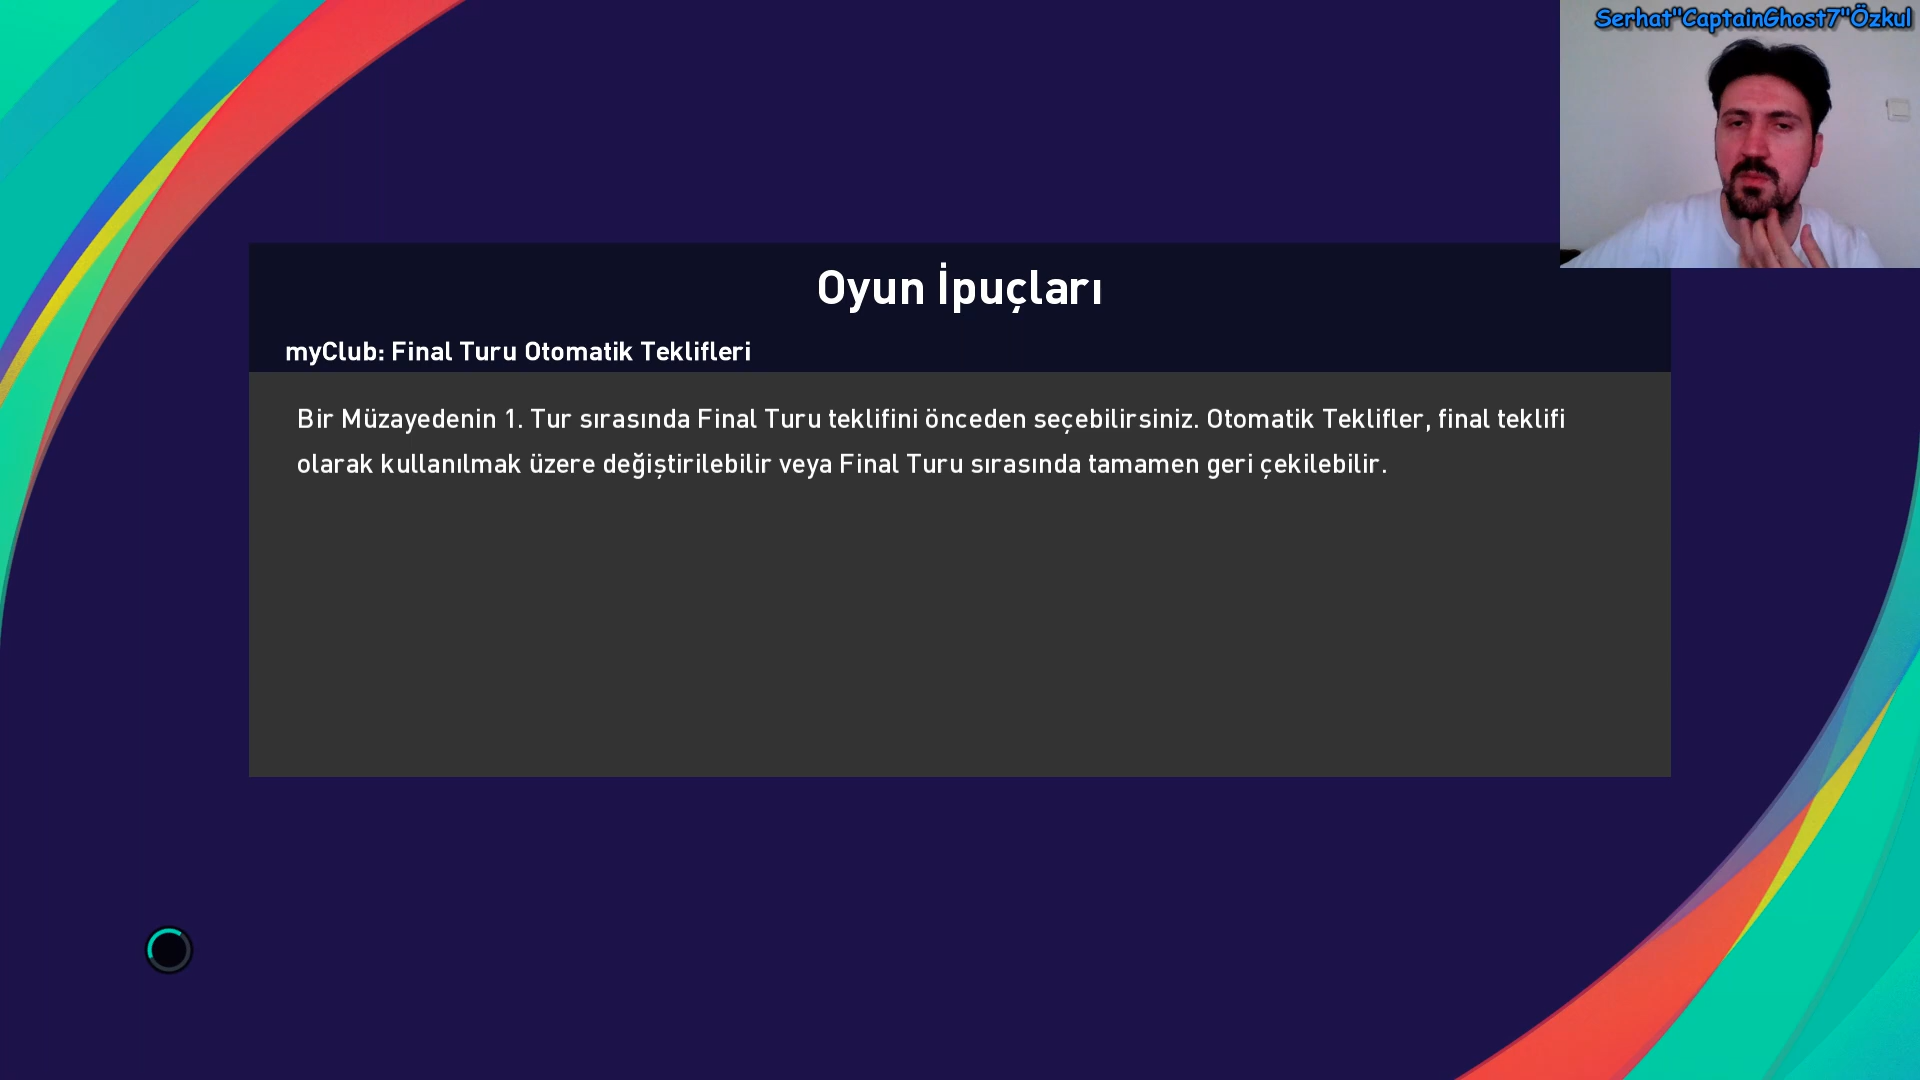 Serhat"CaptainGhost7"Özkul
Oyun İpuçları
myClub: Final Turu Otomatik Teklifleri
Bir Müzayedenin 1. Tur sırasında Final Turu teklifini önceden seçebilirsiniz. Otomatik Teklifler, final teklifi
olarak kullanılmak üzere değiştirilebilir veya Final Turu sırasında tamamen geri çekilebilir.